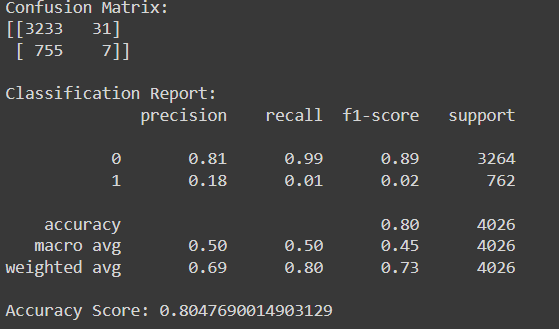 Confusion Matrix:
[[3233   31]
 [ 755    7]]
Classification Report:
              precision    recall  f1-score   support
           0       0.81      0.99      0.89      3264
           1       0.18      0.01      0.02       762
    accuracy                           0.80      4026
   macro avg       0.50      0.50      0.45      4026
weighted avg       0.69      0.80      0.73      4026
Accuracy Score: 0.8047690014903129